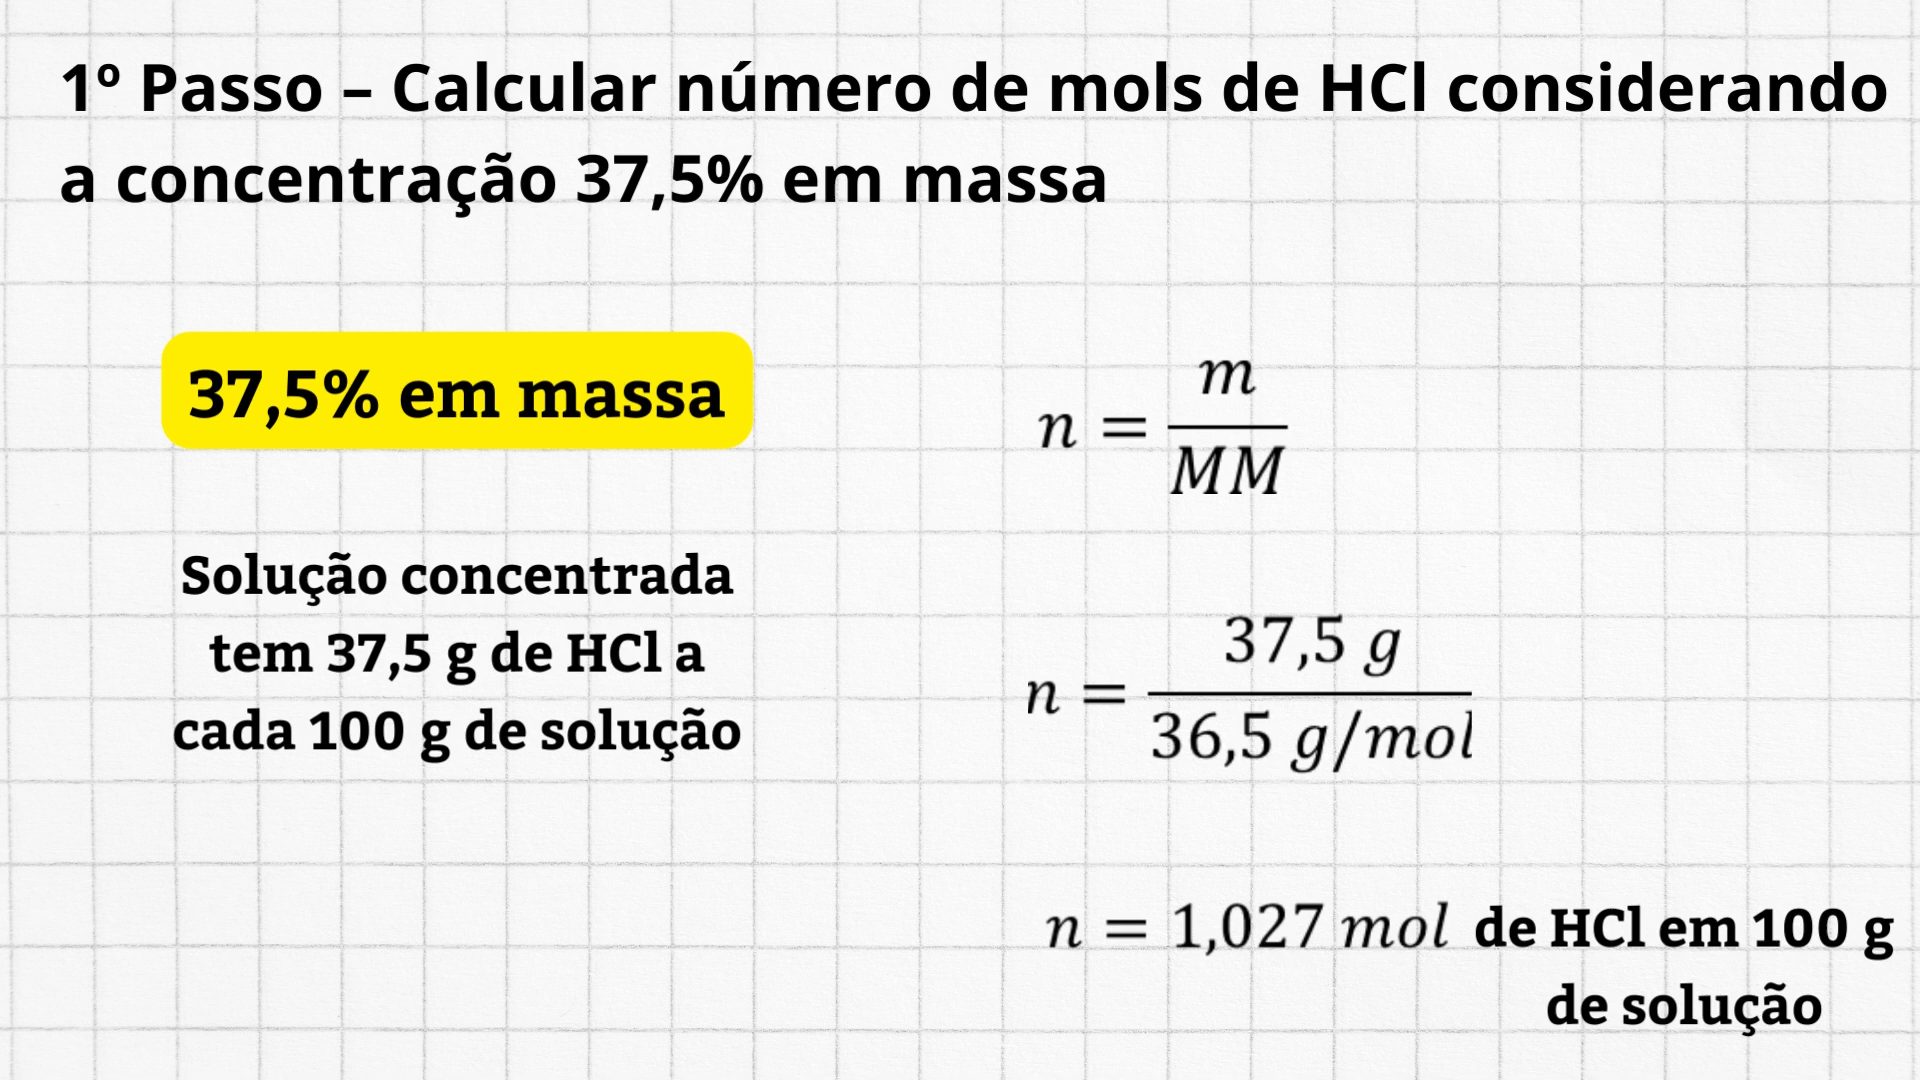 1º Passo – Calcular número de mols de HCl considerando
a concentração 37,5% em massa
37,5% em massa
Solução concentrada
tem 37,5 g de HCl a
cada 100 g de solução
n = m/MM
n = 37,5 g / 36,5 g/mol
n = 1,027 mol de HCl em 100 g
de solução